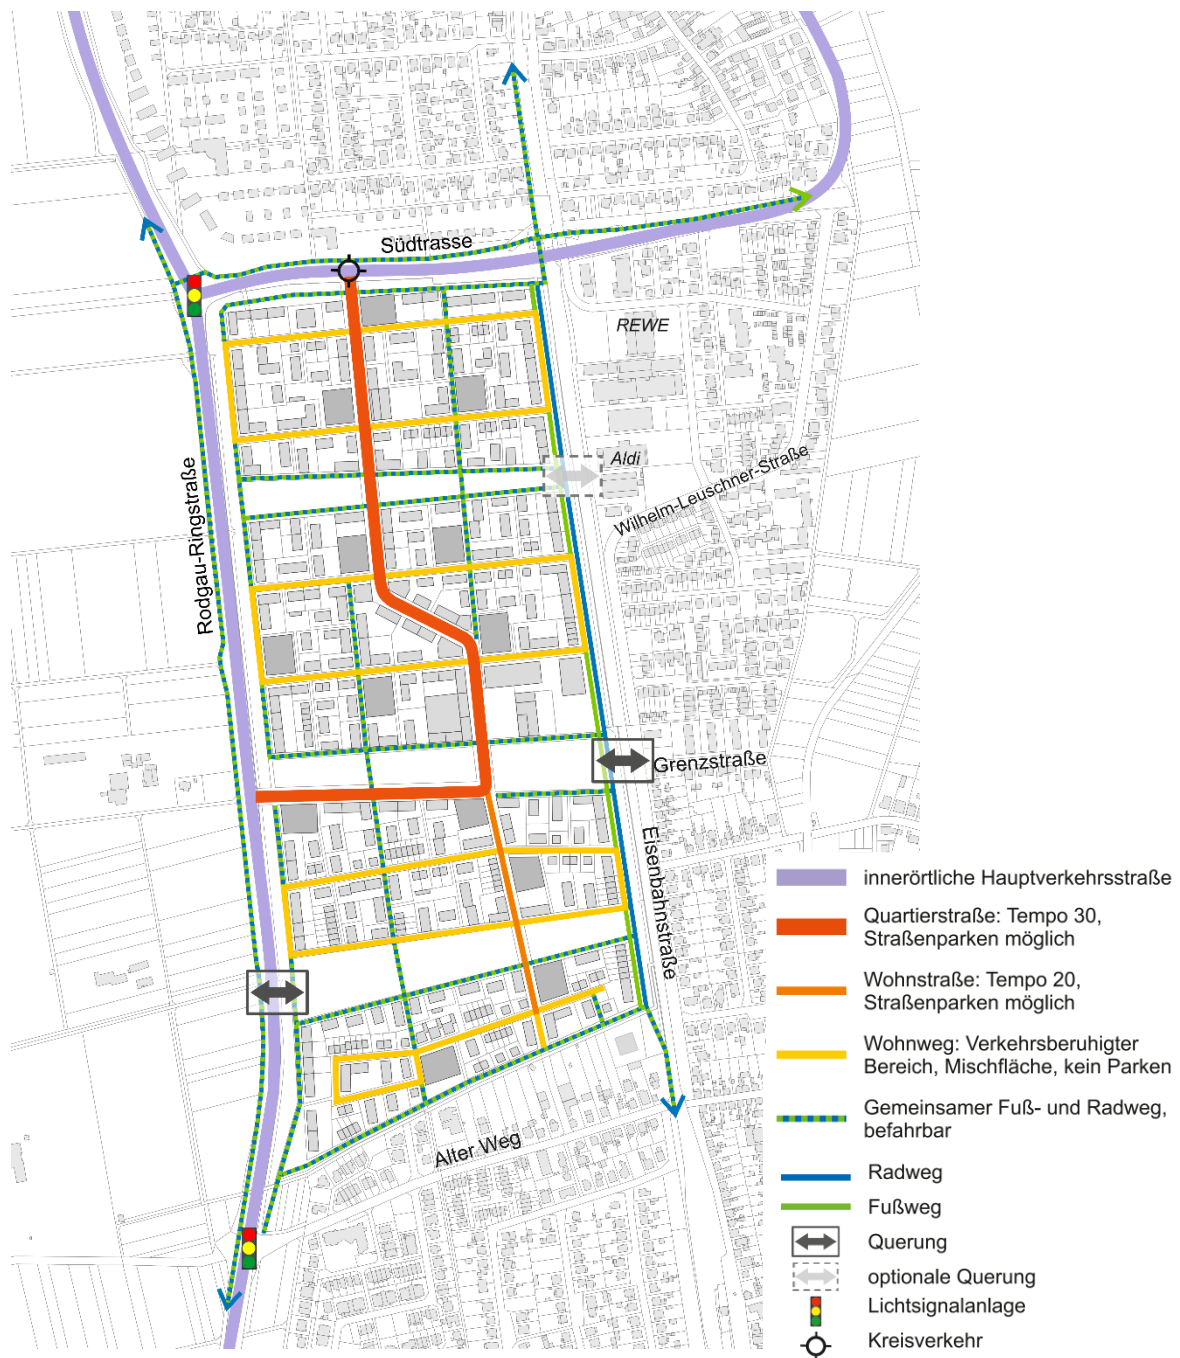 Südtrasse
REWE
Aldi
Wilhelm-Leuschner-Straße
Rodgau-Ringstraße
Grenzstraße
Eisenbahnstraße
Alter Weg
innerörtliche Hauptverkehrsstraße
Quartierstraße: Tempo 30,
Straßenparken möglich
Wohnstraße: Tempo 20,
Straßenparken möglich
Wohnweg: Verkehrsberuhigter
Bereich, Mischfläche, kein Parken
Gemeinsamer Fuß- und Radweg,
befahrbar
Radweg
Fußweg
Querung
optionale Querung
Lichtsignalanlage
Kreisverkehr